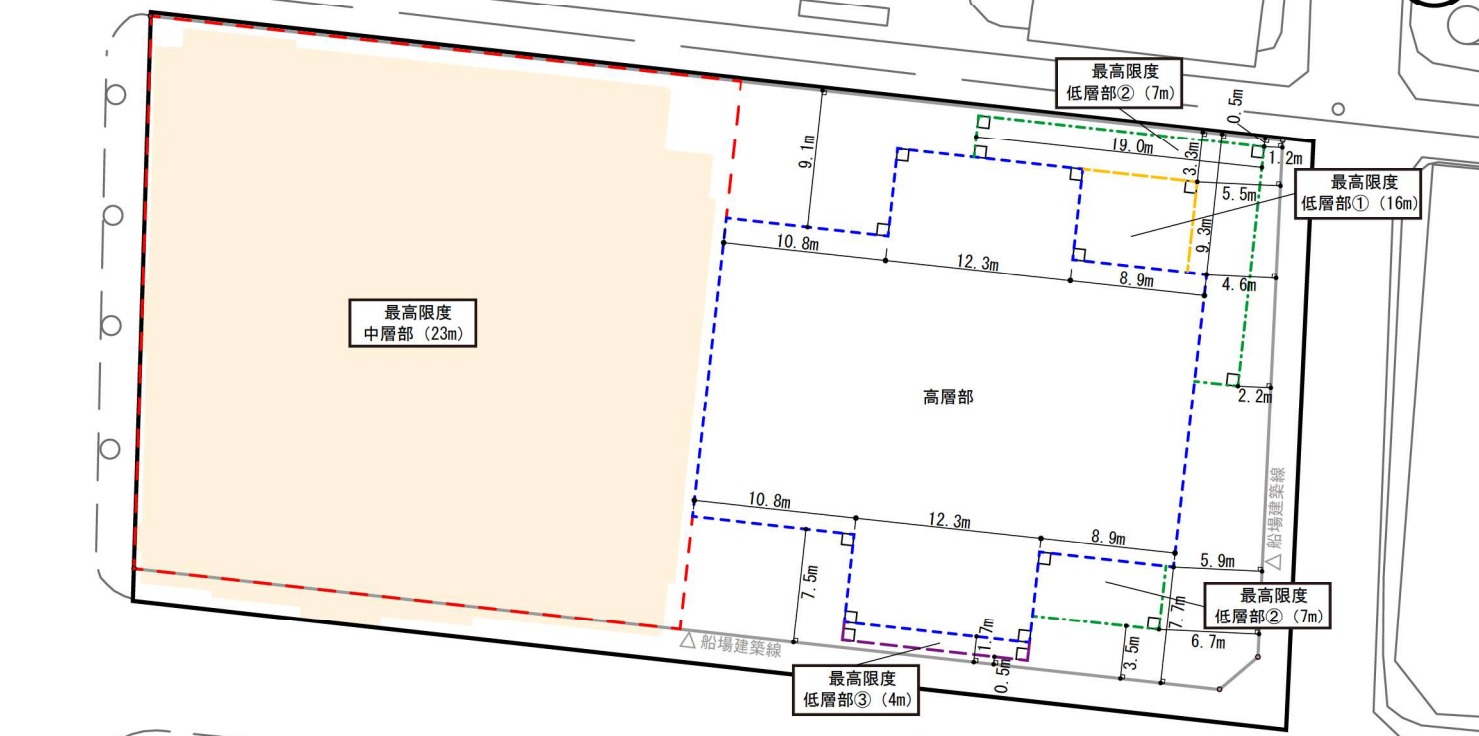 最高限度
低層部②（7m）
0.5m
9.1m
19.0m
3.3m
1.2m
最高限度
低層部①（16m）
5.5m
9.3m
10.8m
12.3m
8.9m
4.6m
最高限度
中層部（23m）
高層部
2.2m
10.8m
12.3m
8.9m
△船場建築線
5.9m
7.5m
最高限度
低層部②（7m）
7.7m
1.7m
3.5m
6.7m
△船場建築線
0.5m
最高限度
低層部③（4m）